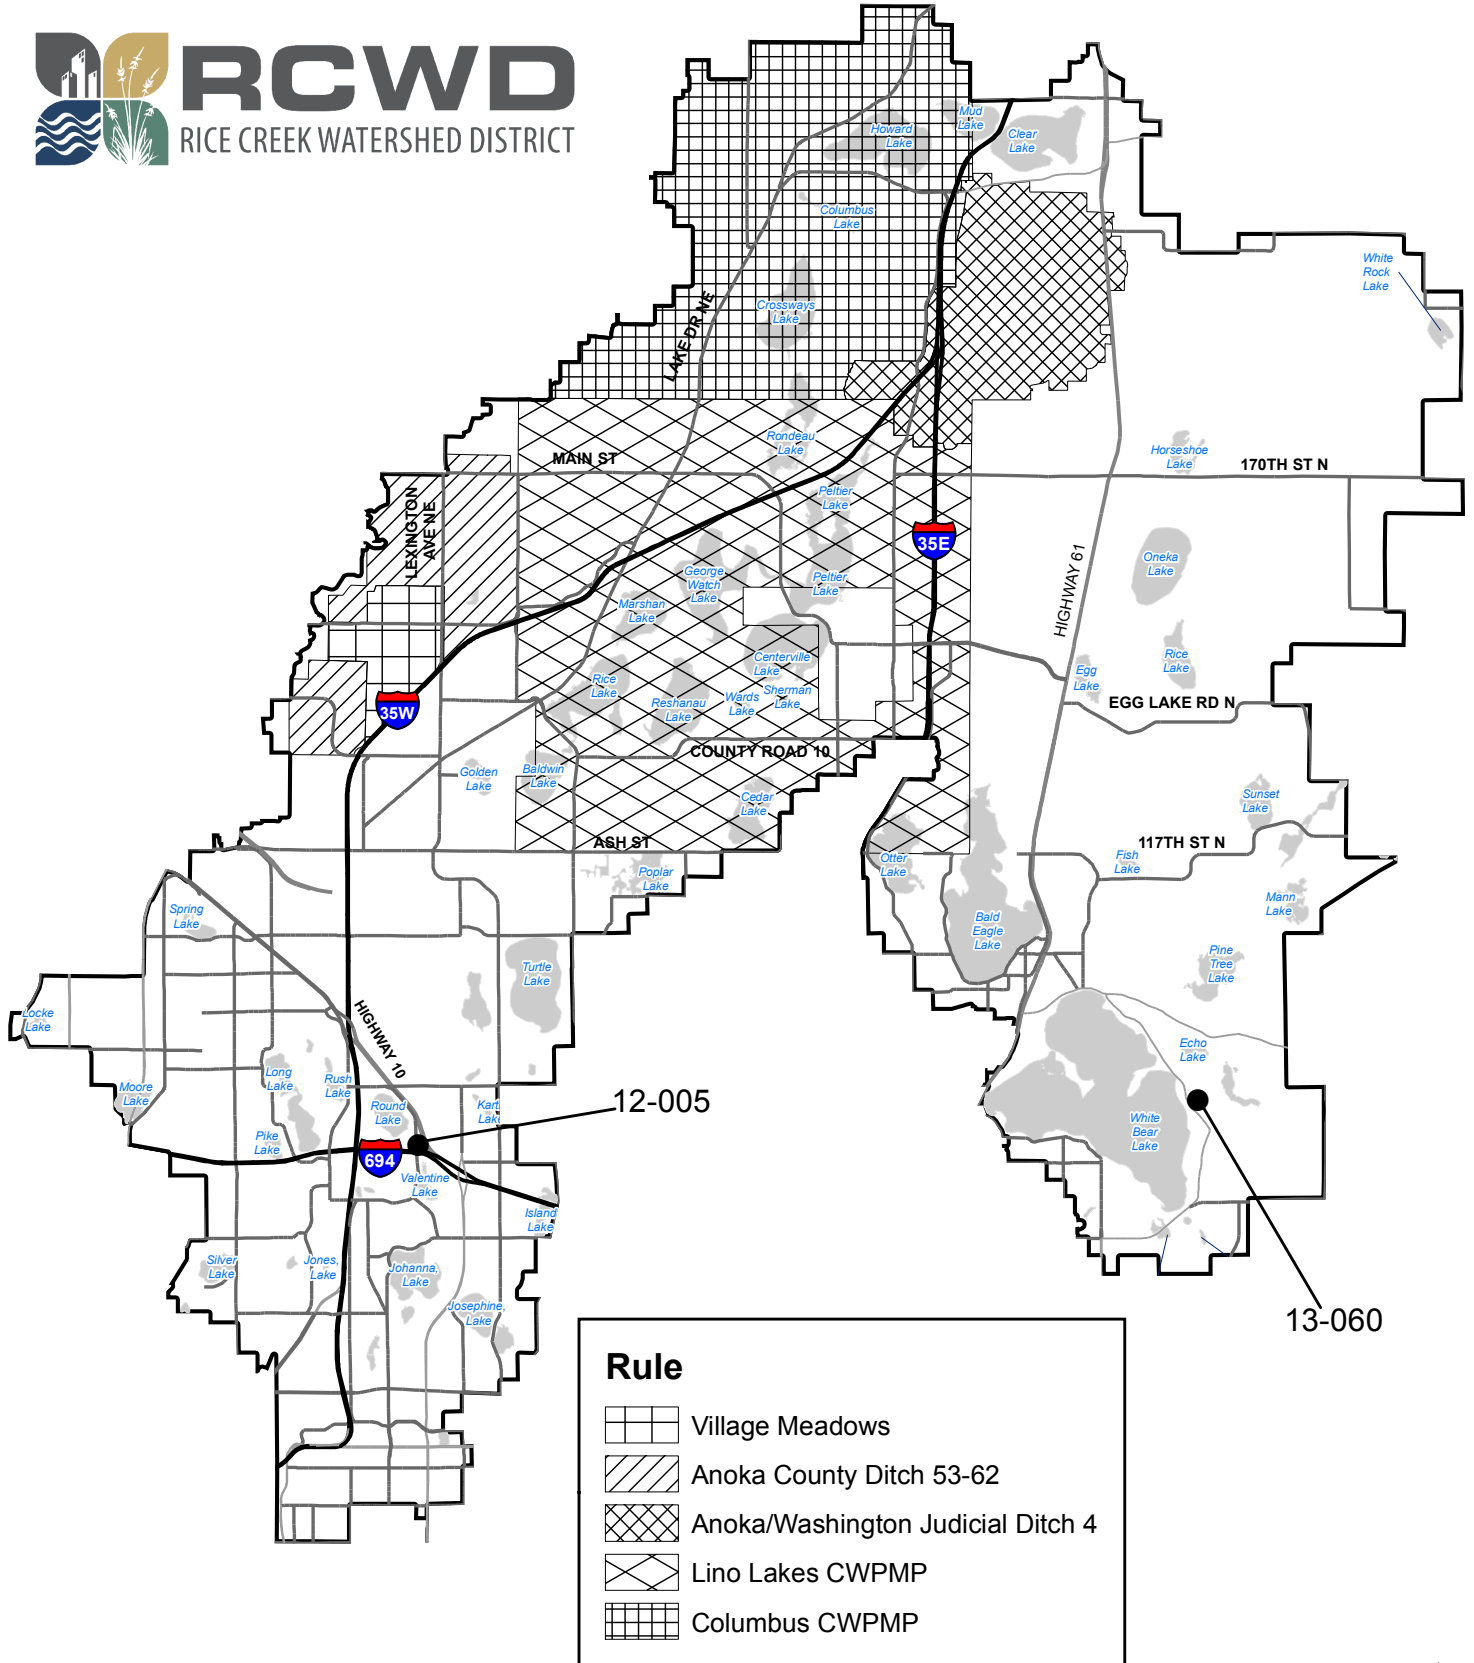 RCWD
RICE CREEK WATERSHED DISTRICT
Mud
Lake
Howard
Lake
Clear
Lake
Columbus
Lake
White
Rock
Lake
Crossways
Lake
LAKE DR NE
Rondeau
Lake
MAIN ST
Horseshoe
Lake
170TH ST N
Peltier
Lake
LEXINGTON
AVE NE
35E
HIGHWAY 61
Oneka
Lake
George
Watch
Lake
Peltier
Lake
Marshan
Lake
Centerville
Lake
Rice
Lake
Egg
Lake
Rice
Lake
Reshanau
Lake
Wards
Lake
Sherman
Lake
EGG LAKE RD N
35W
COUNTY ROAD 10
Golden
Lake
Baldwin
Lake
Cedar
Lake
Sunset
Lake
ASH ST
117TH ST N
Otter
Lake
Fish
Lake
Poplar
Lake
Mann
Lake
Spring
Lake
Bald
Eagle
Lake
Pine
Tree
Lake
Turtle
Lake
Locke
Lake
HIGHWAY 10
Echo
Lake
Long
Lake
Rush
Lake
Moore
Lake
Round
Lake
Kart
Lake
12-005
White
Bear
Lake
Pike
Lake
694
Valentine
Lake
Island
Lake
Silver
Lake
Jones,
Lake
Johanna,
Lake
Josephine,
Lake
13-060
Rule
Village Meadows
Anoka County Ditch 53-62
Anoka/Washington Judicial Ditch 4
Lino Lakes CWPMP
Columbus CWPMP